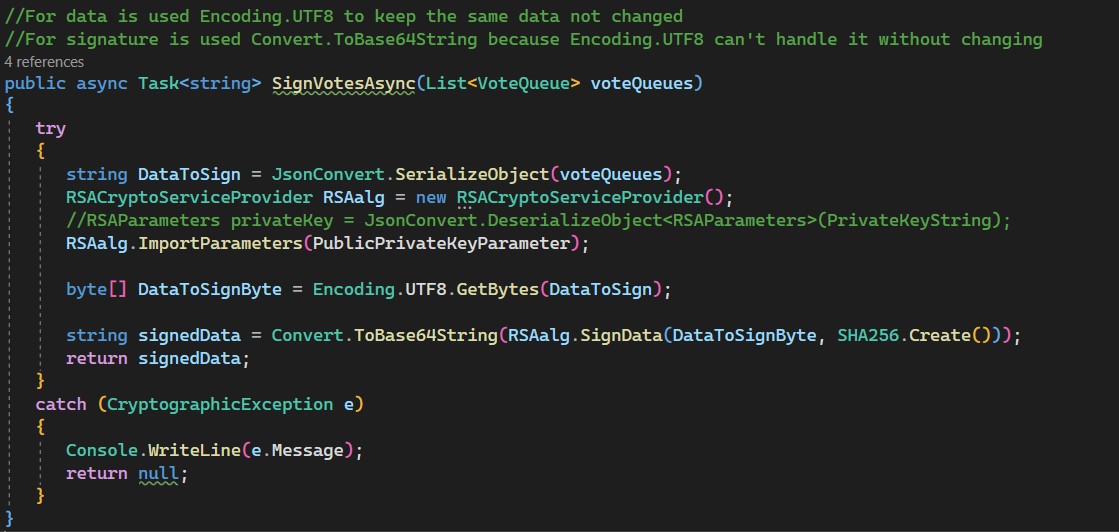 //For data is used Encoding.UTF8 to keep the same data not changed
//For signature is used Convert.ToBase64String because Encoding.UTF8 can't handle it without changing
4 references
public async Task<string> SignVotesAsync(List<VoteQueue> voteQueues)
{
try
{
string DataToSign = JsonConvert.SerializeObject(voteQueues);
RSACryptoServiceProvider RSAalg = new RSACryptoServiceProvider();
//RSAParameters privateKey = JsonConvert.DeserializeObject<RSAParameters>(PrivateKeyString);
RSAalg.ImportParameters(PublicPrivateKeyParameter);
byte[] DataToSignByte = Encoding.UTF8.GetBytes(DataToSign);
string signedData = Convert.ToBase64String(RSAalg.SignData(DataToSignByte, SHA256.Create()));
return signedData;
}
catch (CryptographicException e)
{
Console.WriteLine(e.Message);
return null;
}
}